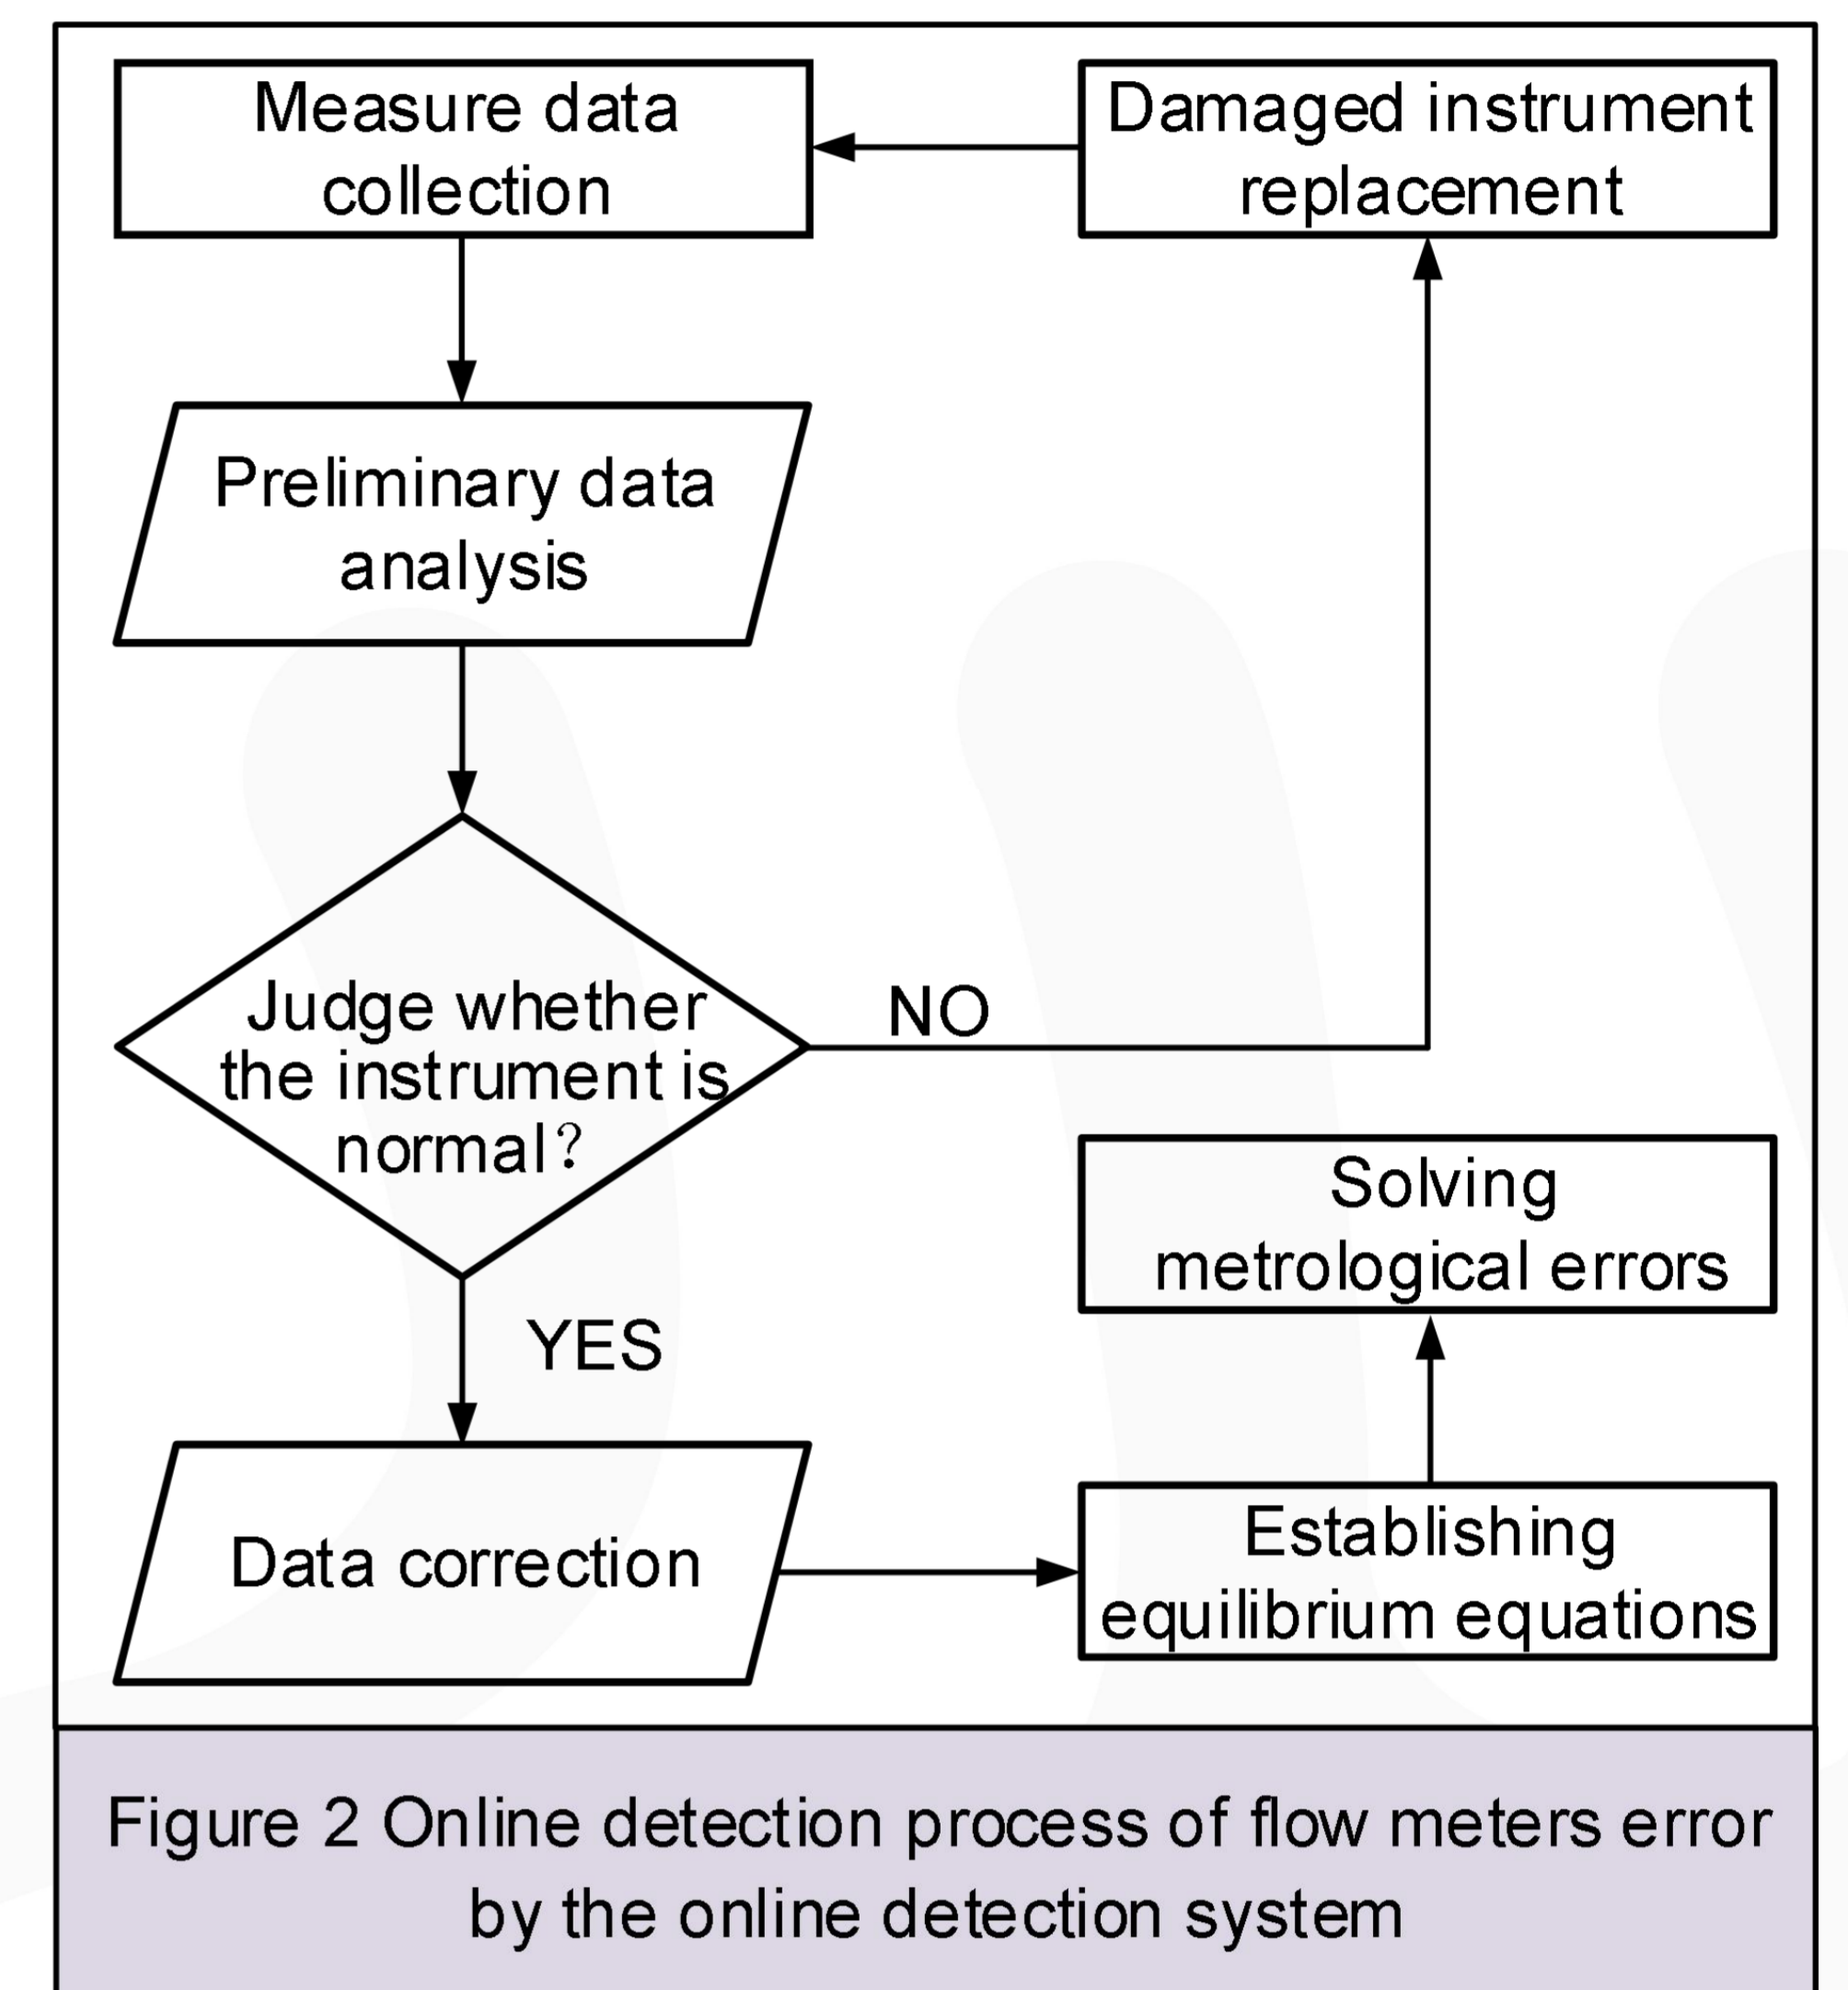 Measure data
collection
Damaged instrument
replacement
Preliminary data
analysis
Judge whether
the instrument is
normal?
NO
YES
Solving
metrological errors
Data correction
Establishing
equilibrium equations
Figure 2 Online detection process of flow meters error
by the online detection system